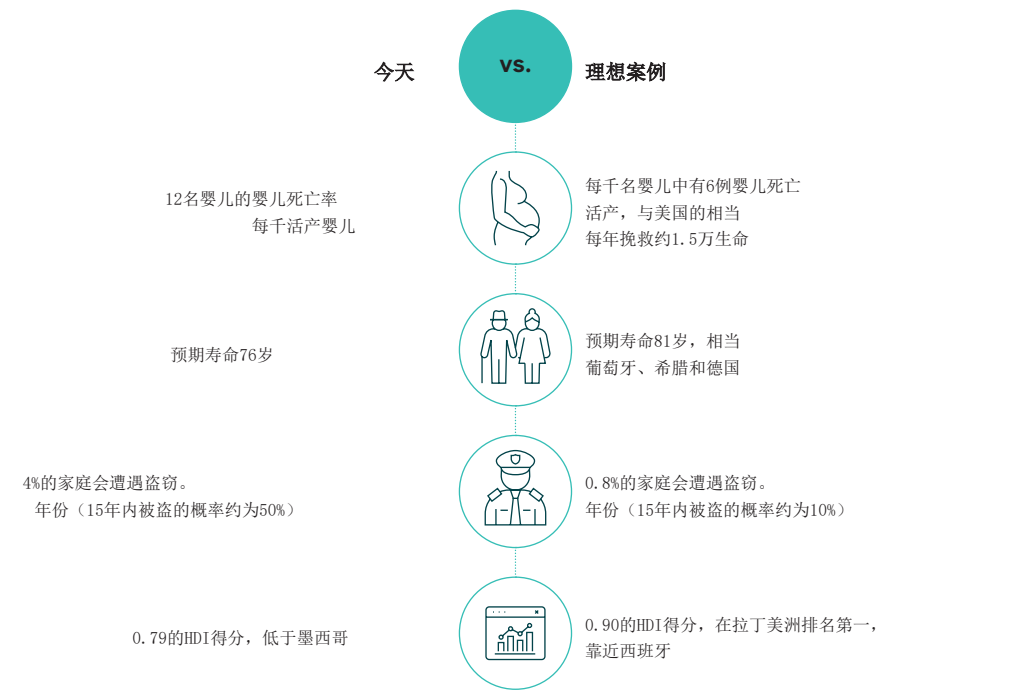 今天
vs.
理想案例
12名婴儿的婴儿死亡率
每千活产婴儿
每千名婴儿中有6例婴儿死亡
活产，与美国的相当
每年挽救约1.5万生命
预期寿命76岁
预期寿命81岁，相当
葡萄牙、希腊和德国
4%的家庭会遭遇盗窃。
年份（15年内被盗的概率约为50%）
0.8%的家庭会遭遇盗窃。
年份（15年内被盗的概率约为10%）
0.79的HDI得分，低于墨西哥
0.90的HDI得分，在拉丁美洲排名第一，
靠近西班牙